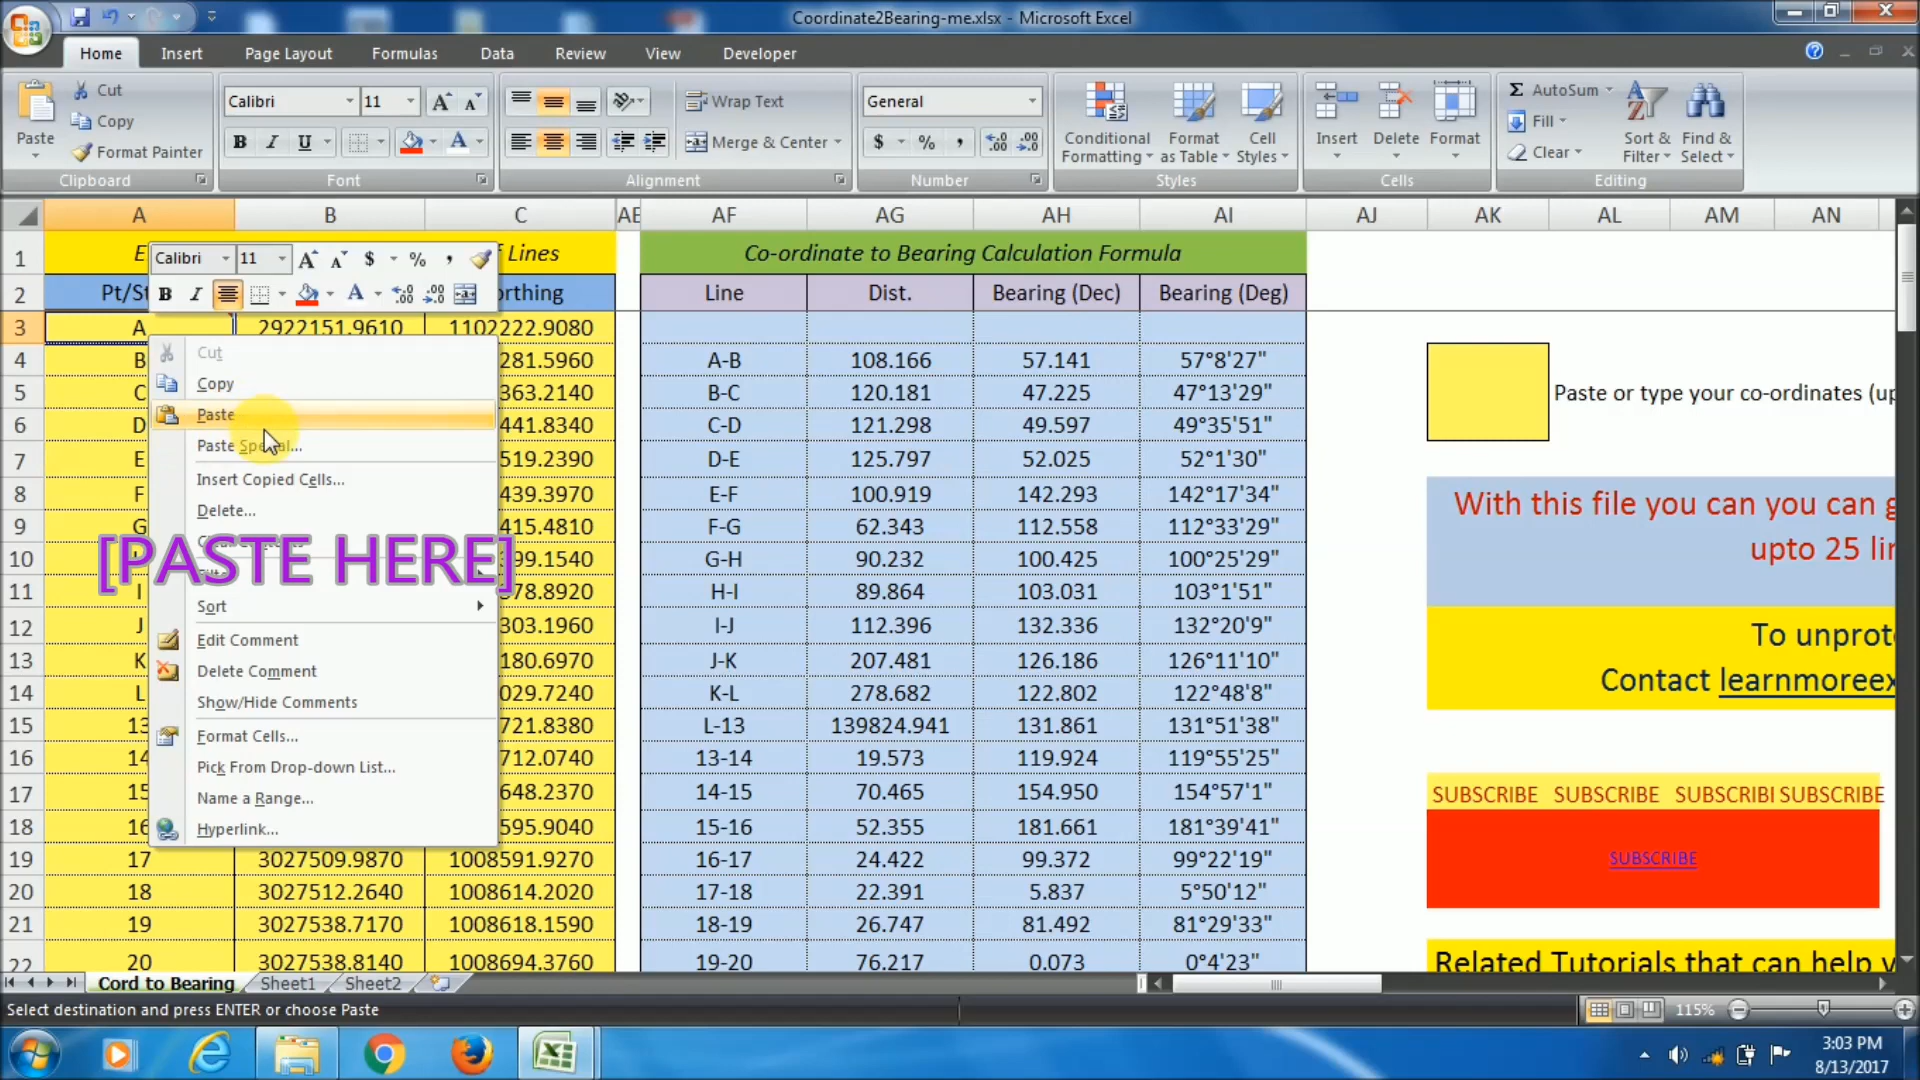 Coordinate2Bearing-me.xlsx - Microsoft Excel
Home Insert Page Layout Formulas Data Review View Developer
Paste Cut Copy Format Painter Clipboard
Calibri 11 B I U Font
Wrap Text Merge & Center Alignment
General $ % , Number
Conditional Formatting Format as Table Cell Styles Styles
Insert Delete Format Cells
Σ AutoSum Fill Clear Sort & Filter Find & Select Editing
A B C AE AF AG AH AI AJ AK AL AM AN
1 E Lines Co-ordinate to Bearing Calculation Formula
Calibri 11 A A $ % ,
B I A
2 Pt/St rthing Line Dist. Bearing (Dec) Bearing (Deg)
3 A 2922151.9610 1102222.9080
4 B 281.5960 A-B 108.166 57.141 57°8'27"
5 C 363.2140 B-C 120.181 47.225 47°13'29"
6 D 441.8340 C-D 121.298 49.597 49°35'51"
7 E 519.2390 D-E 125.797 52.025 52°1'30"
8 F 439.3970 E-F 100.919 142.293 142°17'34"
9 G 415.4810 F-G 62.343 112.558 112°33'29"
10 99.1540 G-H 90.232 100.425 100°25'29"
11 I 78.8920 H-I 89.864 103.031 103°1'51"
12 J 303.1960 I-J 112.396 132.336 132°20'9"
13 K 180.6970 J-K 207.481 126.186 126°11'10"
14 L 029.7240 K-L 278.682 122.802 122°48'8"
15 13 721.8380 L-13 139824.941 131.861 131°51'38"
16 14 712.0740 13-14 19.573 119.924 119°55'25"
17 15 648.2370 14-15 70.465 154.950 154°57'1"
18 16 595.9040 15-16 52.355 181.661 181°39'41"
19 17 3027509.9870 1008591.9270 16-17 24.422 99.372 99°22'19"
20 18 3027512.2640 1008614.2020 17-18 22.391 5.837 5°50'12"
21 19 3027538.7170 1008618.1590 18-19 26.747 81.492 81°29'33"
22 20 3027538.8140 1008694.3760 19-20 76.217 0.073 0°4'23"
Cut
Copy
Paste
Paste Special...
Insert Copied Cells...
Delete...
[PASTE HERE]
Sort
Edit Comment
Delete Comment
Show/Hide Comments
Format Cells...
Pick From Drop-down List...
Name a Range...
Hyperlink...
Paste or type your co-ordinates (up
With this file you can you can g
upto 25 lin
To unprote
Contact learnmoreex
SUBSCRIBE SUBSCRIBE SUBSCRIBI SUBSCRIBE
SUBSCRIBE
Related Tutorials that can help y
Cord to Bearing Sheet1 Sheet2
Select destination and press ENTER or choose Paste 115%
3:03 PM
8/13/2017